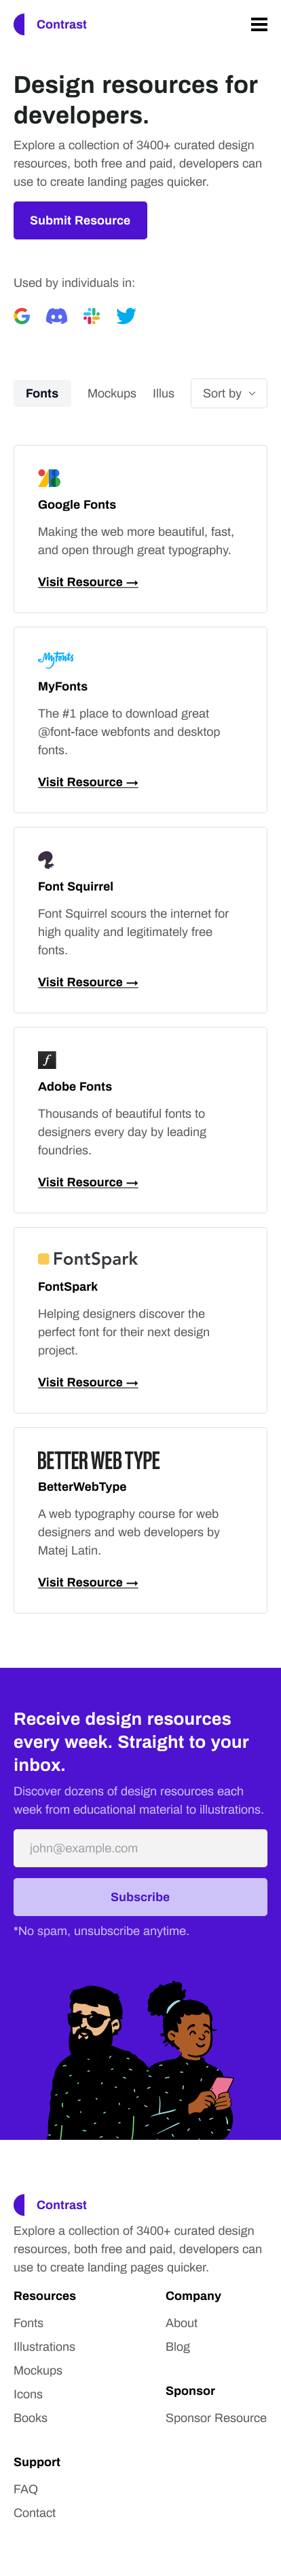 Contrast
Design resources for
developers.
Explore a collection of 3400+ curated design
resources, both free and paid, developers can
use to create landing pages quicker.
Submit Resource
Used by individuals in:
Fonts Mockups Illus Sort by
Google Fonts
Making the web more beautiful, fast,
and open through great typography.
Visit Resource →
MyFonts
MyFonts
The #1 place to download great
@font-face webfonts and desktop
fonts.
Visit Resource →
Font Squirrel
Font Squirrel scours the internet for
high quality and legitimately free
fonts.
Visit Resource →
f
Adobe Fonts
Thousands of beautiful fonts to
designers every day by leading
foundries.
Visit Resource →
FontSpark
FontSpark
Helping designers discover the
perfect font for their next design
project.
Visit Resource →
BETTER WEB TYPE
BetterWebType
A web typography course for web
designers and web developers by
Matej Latin.
Visit Resource →
Receive design resources
every week. Straight to your
inbox.
Discover dozens of design resources each
week from educational material to illustrations.
john@example.com
Subscribe
*No spam, unsubscribe anytime.
Contrast
Explore a collection of 3400+ curated design
resources, both free and paid, developers can
use to create landing pages quicker.
Resources
Fonts
Illustrations
Mockups
Icons
Books
Company
About
Blog
Sponsor
Sponsor Resource
Support
FAQ
Contact